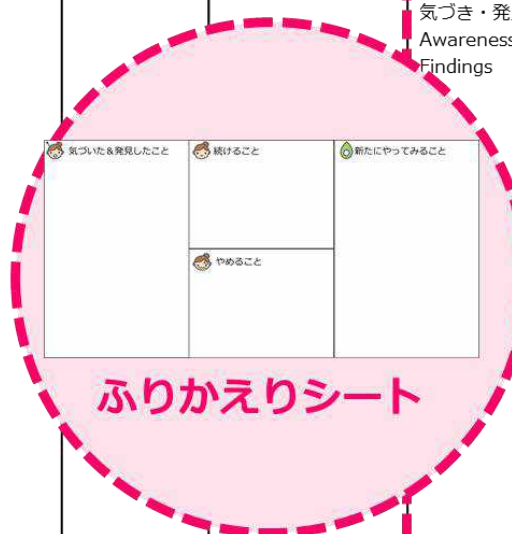 気づき・発
Awareness
Findings
気づいた&発見したこと
続けること
新たにやってみること
やめること
ふりかえりシート